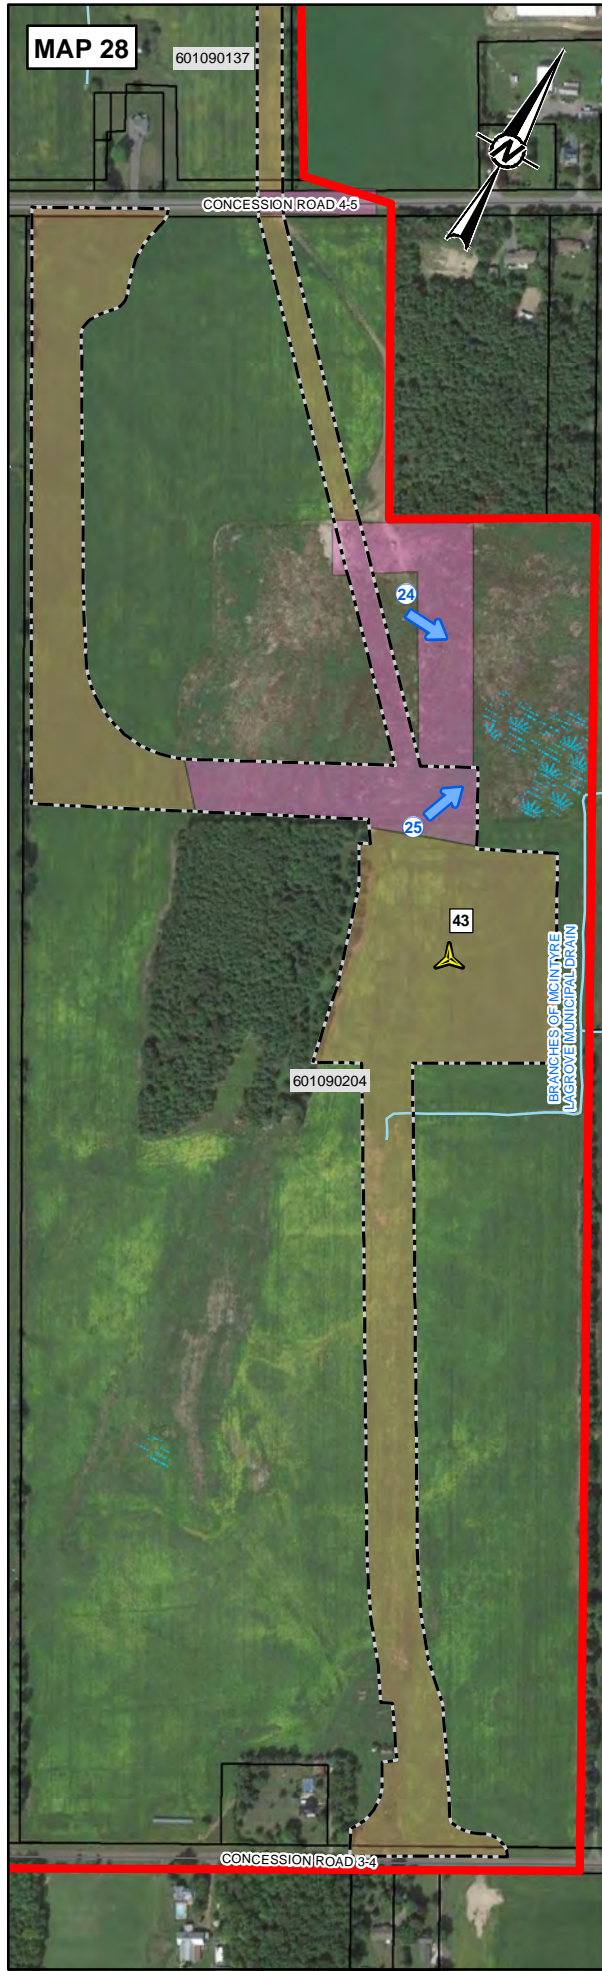 MAP 28
601090137
N
CONCESSION ROAD 4-5
24
25
43
BRANCHES OF MCINTYRE
LAGROVE MUNICIPAL DRAIN
601090204
CONCESSION ROAD 3-4